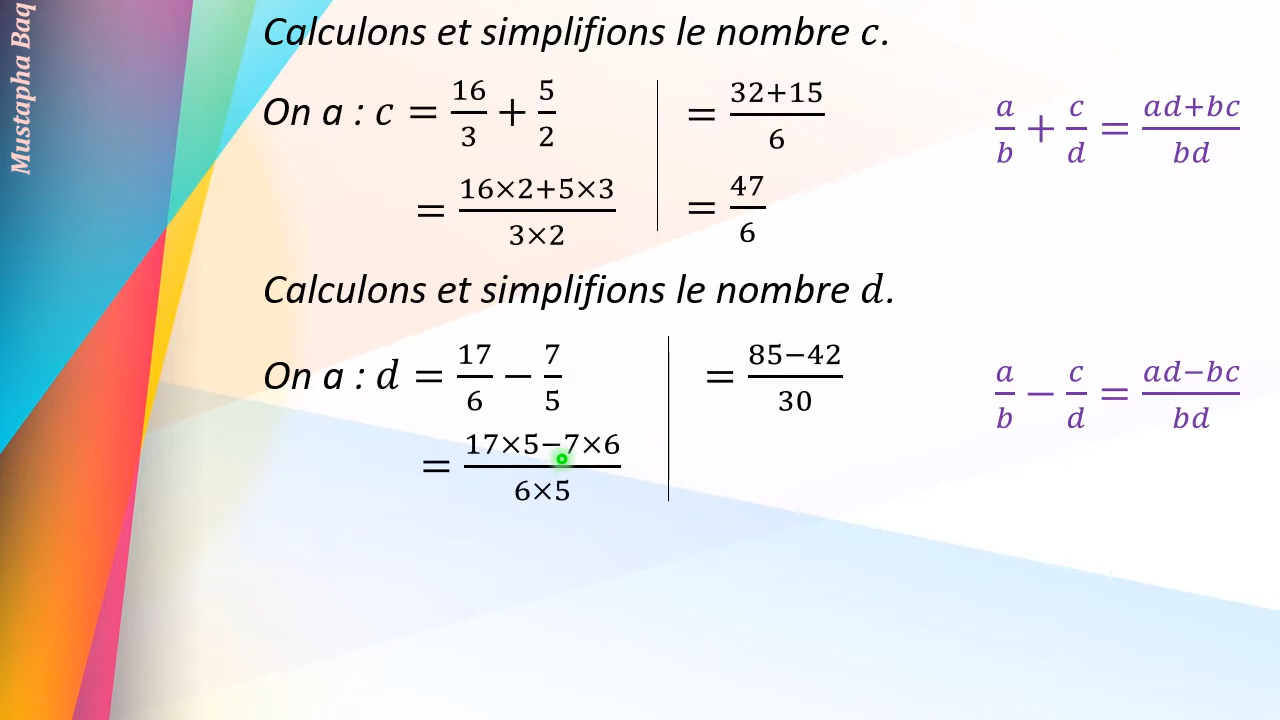 Mustapha Baq
Calculons et simplifions le nombre c.
On a : c = 16/3 + 5/2
= (16×2+5×3)/(3×2)
= (32+15)/6
= 47/6
a/b + c/d = (ad+bc)/bd
Calculons et simplifions le nombre d.
On a : d = 17/6 − 7/5
= (17×5−7×6)/(6×5)
= (85−42)/30
a/b − c/d = (ad−bc)/bd